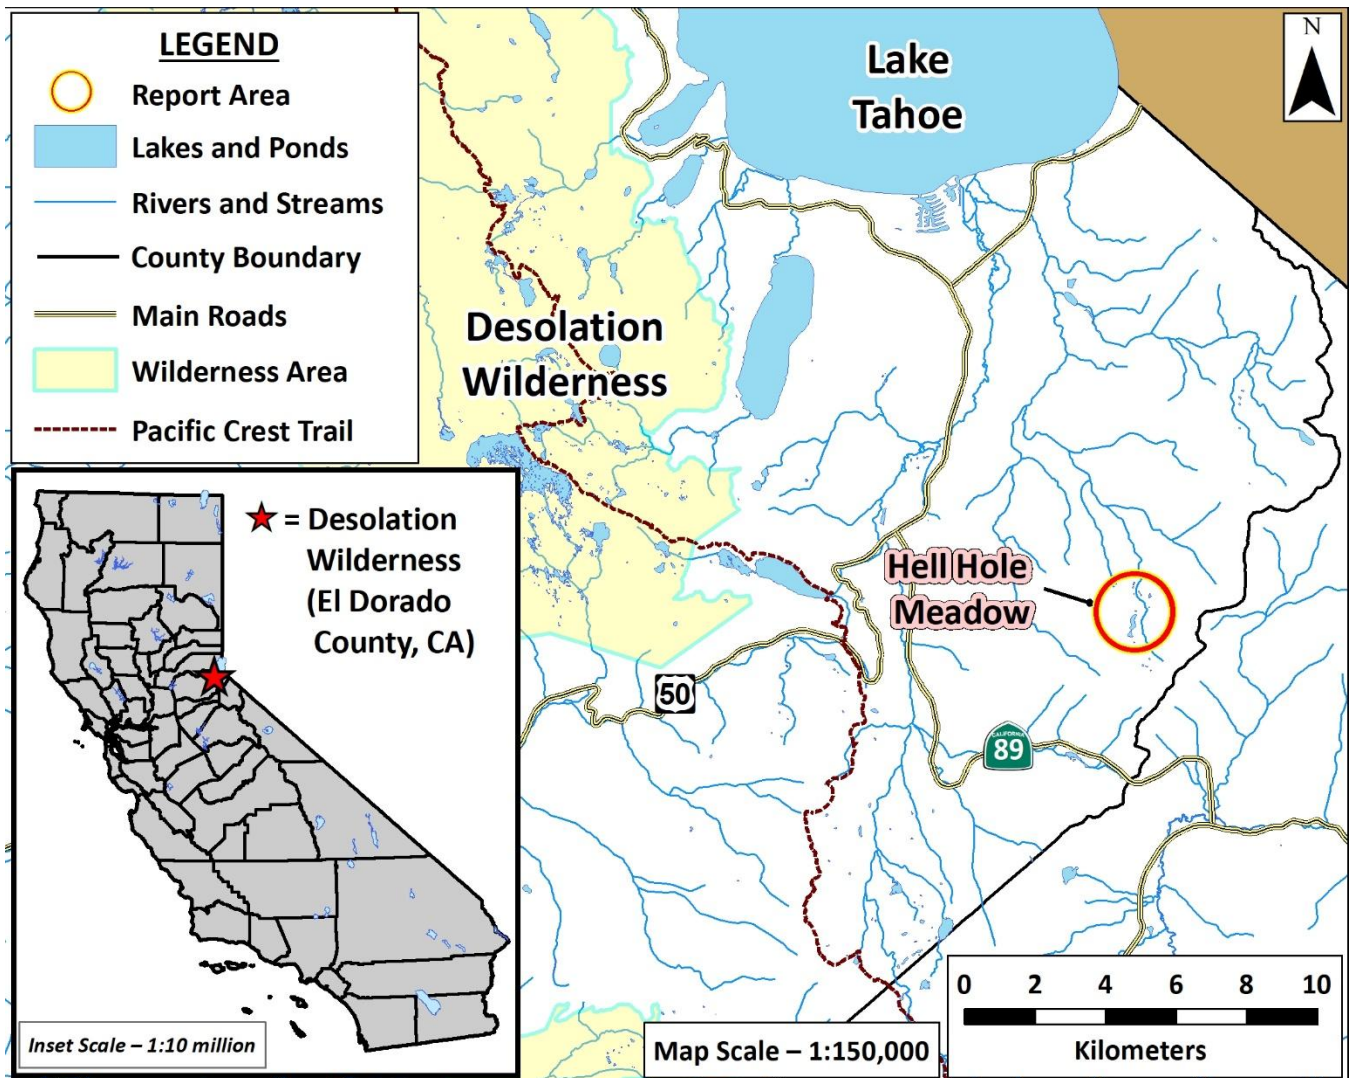 LEGEND
Report Area
Lakes and Ponds
Rivers and Streams
County Boundary
Main Roads
Wilderness Area
Pacific Crest Trail
Lake
Tahoe
N
Desolation
Wilderness
= Desolation
Wilderness
(El Dorado
County, CA)
Hell Hole
Meadow
50
CALIFORNIA
89
Inset Scale – 1:10 million
Map Scale – 1:150,000
0 2 4 6 8 10
Kilometers